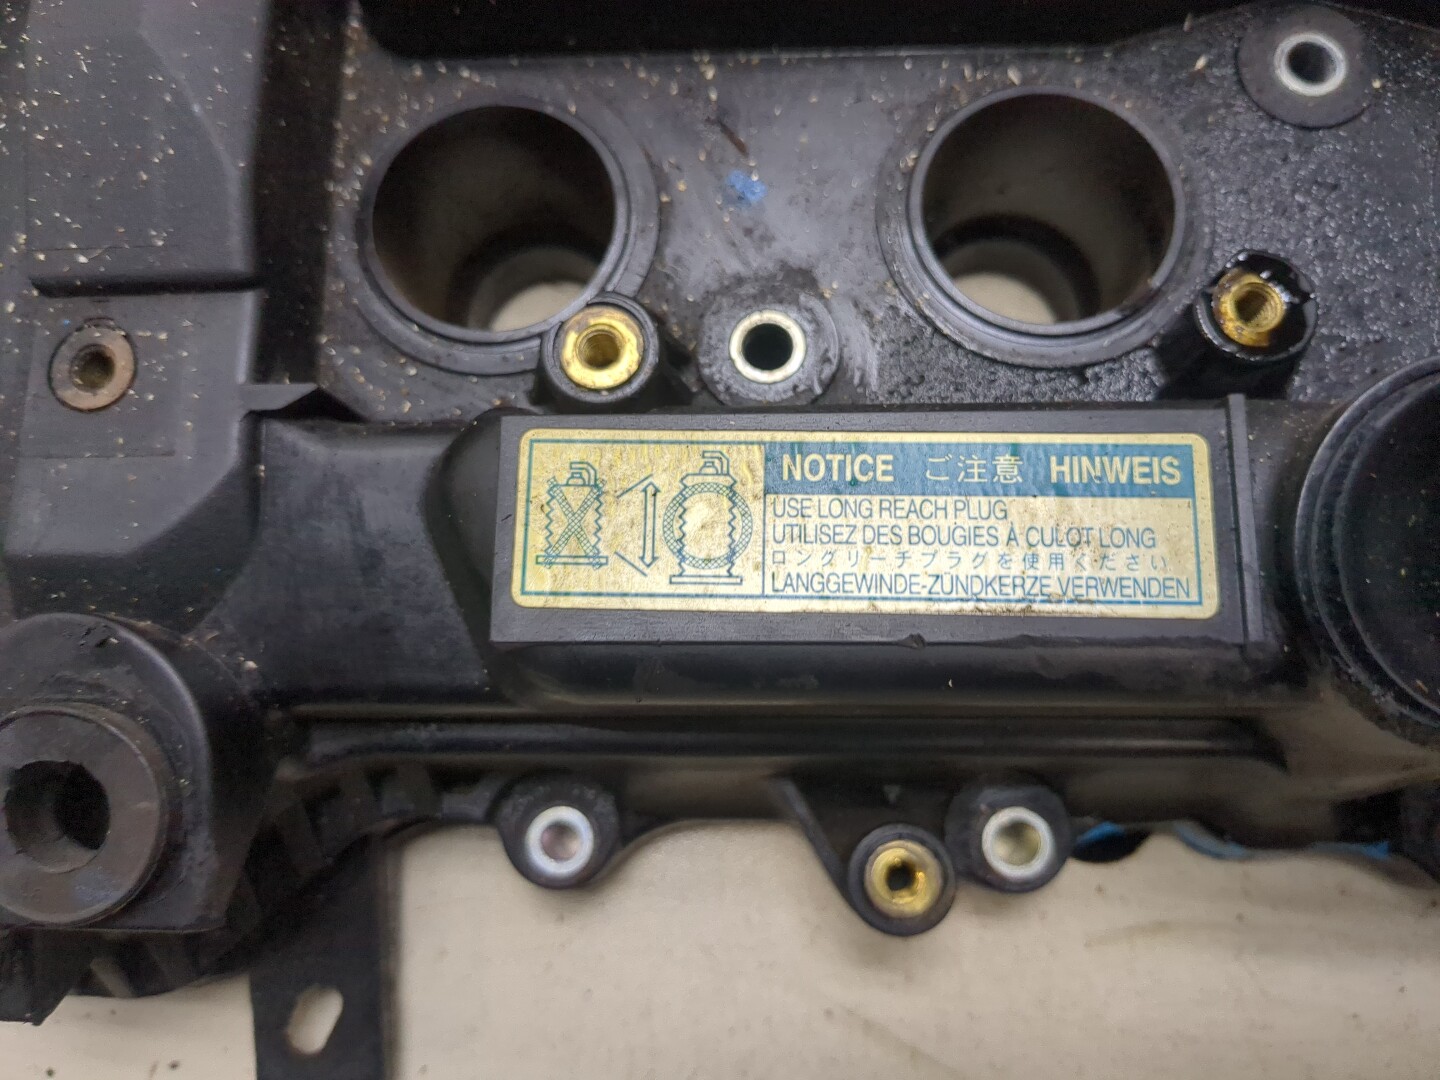 NOTICE ご注意 HINWEIS
USE LONG REACH PLUG
UTILISEZ DES BOUGIES À CULOT LONG
ロングリーチプラグを使用ください
LANGGEWINDE-ZÜNDKERZE VERWENDEN